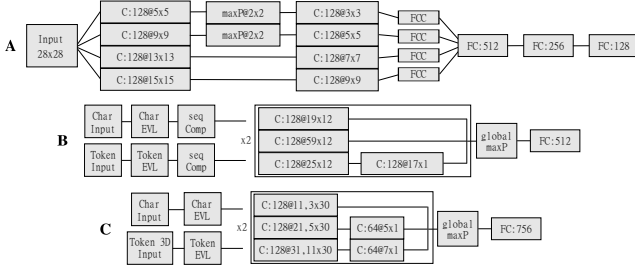 A
Input
28x28
C:128@5x5
maxP@2x2
C:128@3x3
FCC
C:128@9x9
maxP@2x2
C:128@5x5
FCC
C:128@13x13
C:128@7x7
FCC
C:128@15x15
C:128@9x9
FCC
FC:512
FC:256
FC:128
B
Char
Input
Char
EVL
seq
Comp
Token
Input
Token
EVL
seq
Comp
x2
C:128@19x12
C:128@59x12
C:128@25x12
C:128@17x1
global
maxP
FC:512
C
Char
Input
Char
EVL
Token 3D
Input
Token
EVL
x2
C:128@11,3x30
C:128@21,5x30
C:64@5x1
C:128@31,11x30
C:64@7x1
global
maxP
FC:756